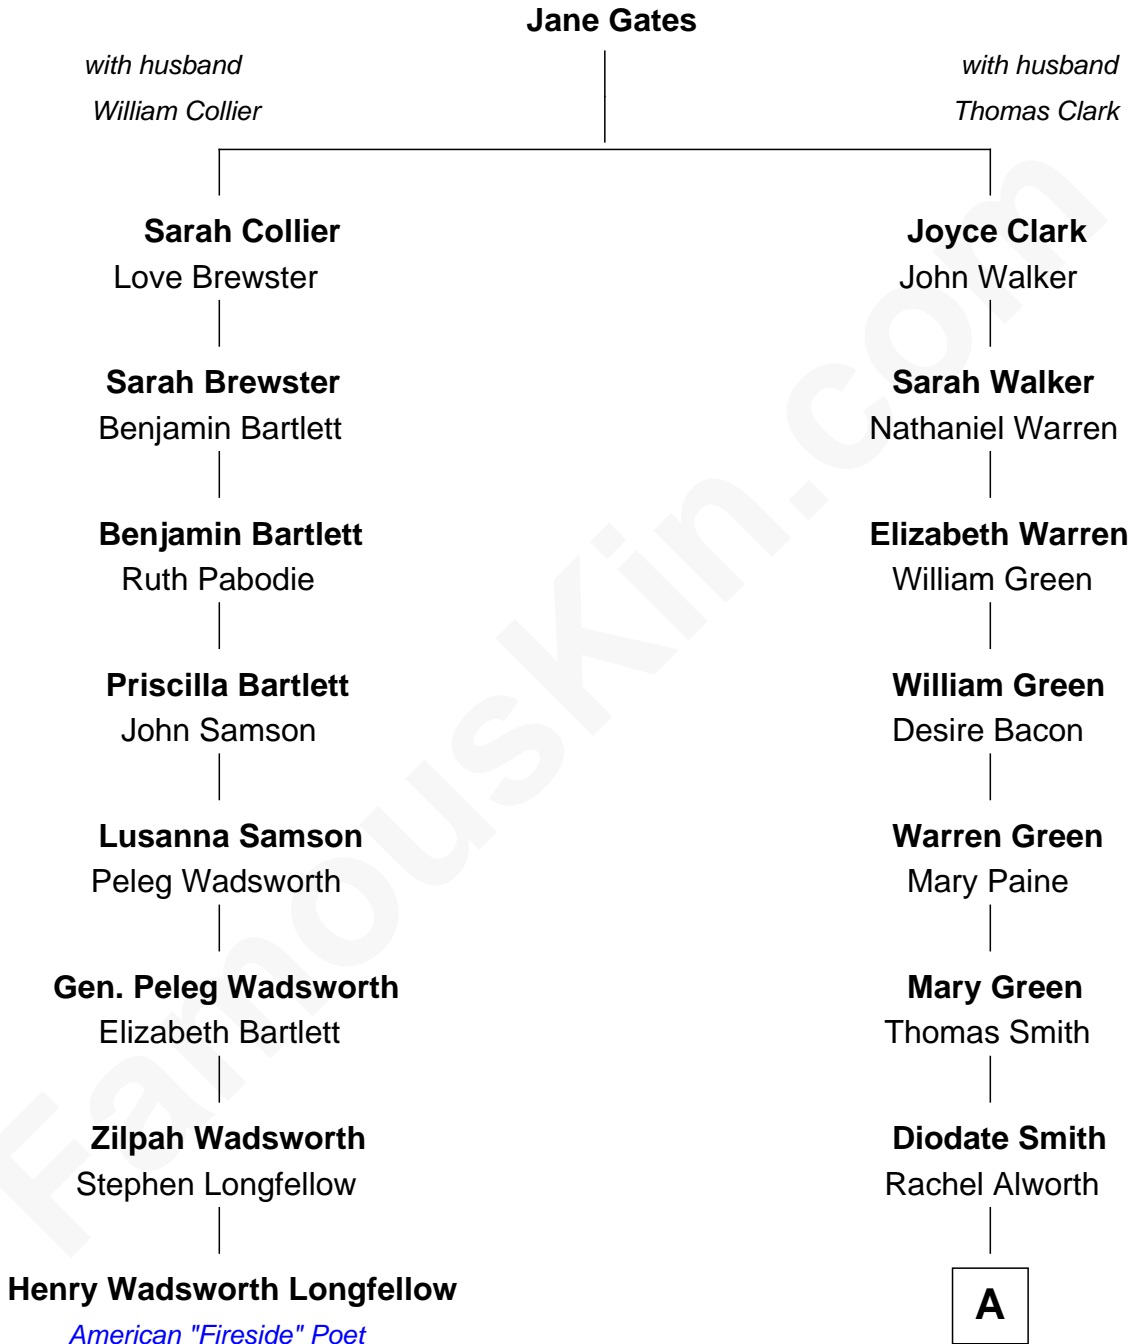 Jane Gates
with husband
William Collier
with husband
Thomas Clark
Sarah Collier
Love Brewster
Joyce Clark
John Walker
Sarah Brewster
Benjamin Bartlett
Sarah Walker
Nathaniel Warren
Benjamin Bartlett
Ruth Pabodie
Elizabeth Warren
William Green
Priscilla Bartlett
John Samson
William Green
Desire Bacon
Lusanna Samson
Peleg Wadsworth
Warren Green
Mary Paine
Gen. Peleg Wadsworth
Elizabeth Bartlett
Mary Green
Thomas Smith
Zilpah Wadsworth
Stephen Longfellow
Diodate Smith
Rachel Alworth
Henry Wadsworth Longfellow
American "Fireside" Poet
A
FamousKin.com